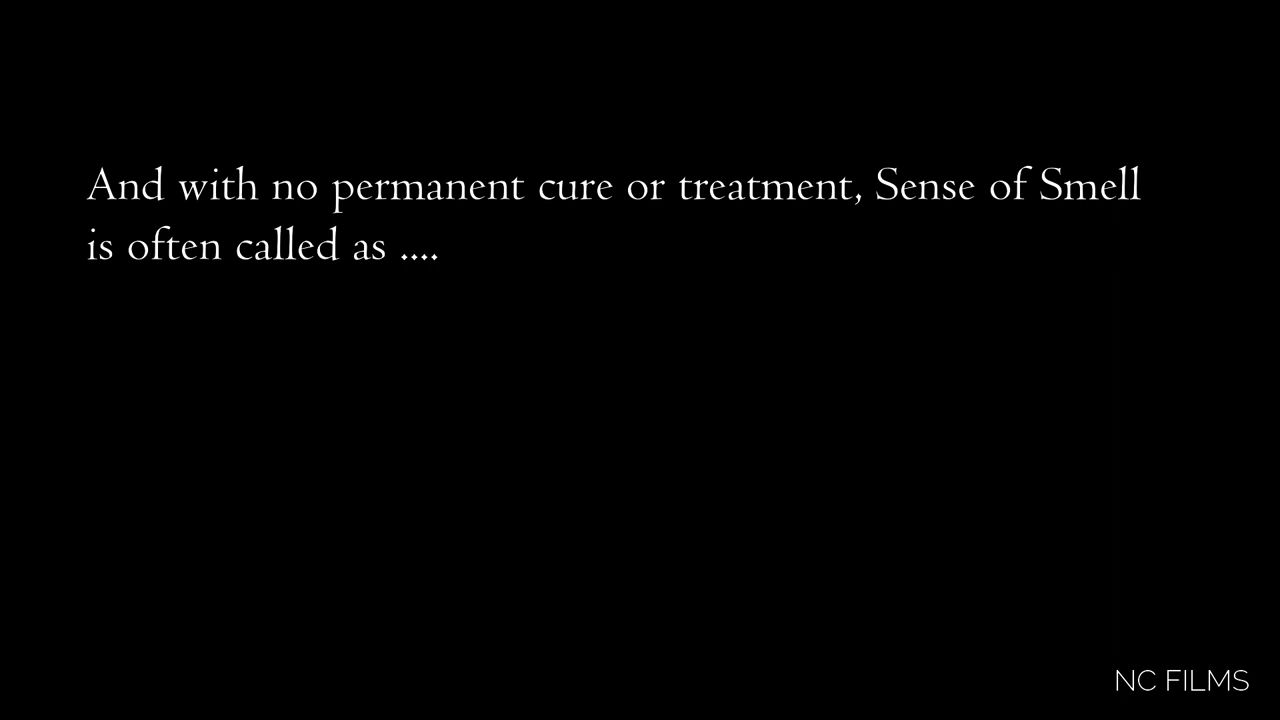 And with no permanent cure or treatment, Sense of Smell
is often called as ....
NC FILMS